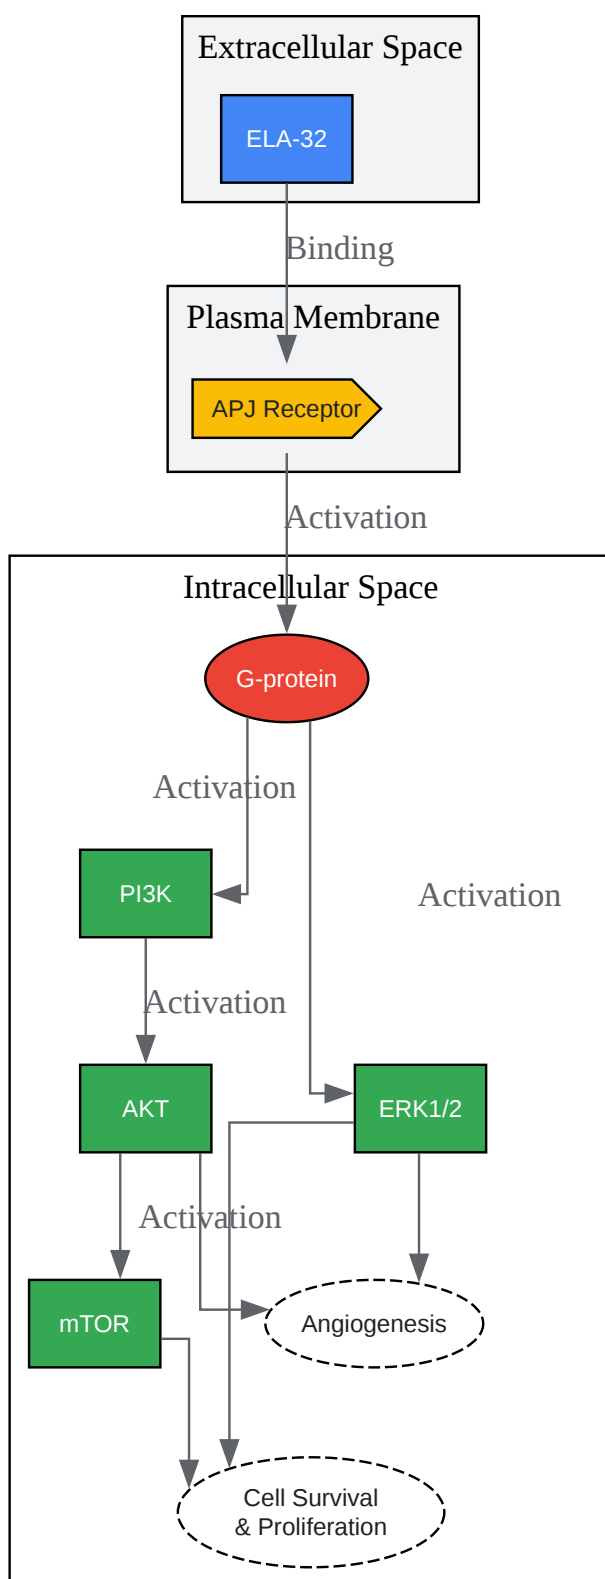 Extracellular Space
ELA-32
Binding
Plasma Membrane
APJ Receptor
Activation
Intracellular Space
G-protein
Activation
PI3K
Activation
Activation
AKT
ERK1/2
Activation
mTOR
Angiogenesis
Cell Survival
& Proliferation